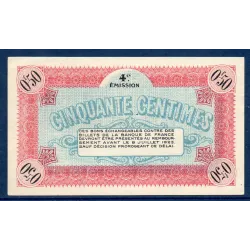 0'50
4e
0'50
ÉMISSION
CINQUANTE CENTIMES
CES BONS ÉCHANGEABLES CONTRE DES
BILLETS DE LA BANQUE DE FRANCE
DEVRONT ÊTRE PRÉSENTÉS AU REMBOUR-
SEMENT AVANT LE 8 JUILLET 1923
SAUF DÉCISION PROROGEANT CE DÉLAI.
0'50
0'50